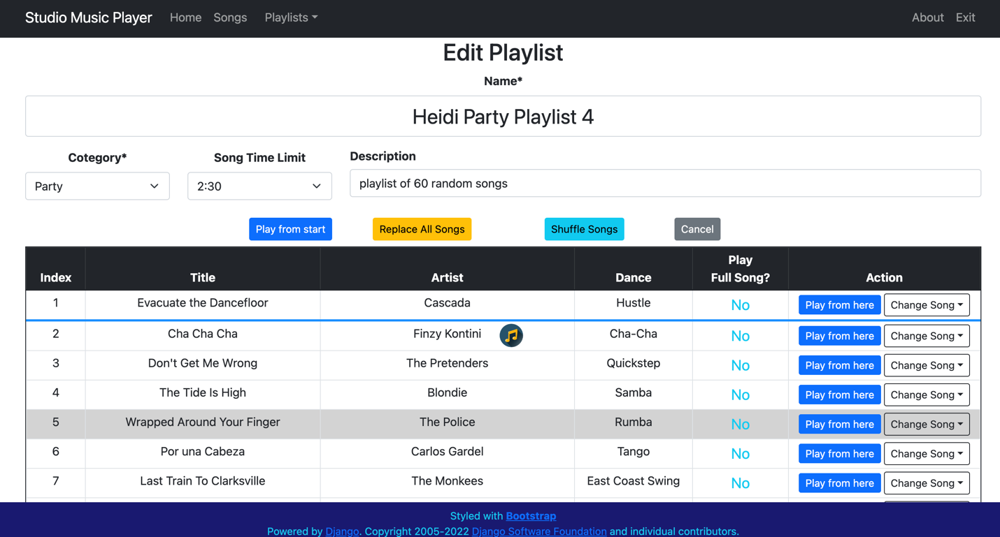 Studio Music Player Home Songs Playlists About Exit
Edit Playlist
Name*
Heidi Party Playlist 4
Cotegory* Song Time Limit Description
Party 2:30 playlist of 60 random songs
Play from start Replace All Songs Shuffle Songs Cancel
Index Title Artist Dance Play Full Song? Action
1 Evacuate the Dancefloor Cascada Hustle No Play from here Change Song
2 Cha Cha Cha Finzy Kontini Cha-Cha No Play from here Change Song
3 Don't Get Me Wrong The Pretenders Quickstep No Play from here Change Song
4 The Tide Is High Blondie Samba No Play from here Change Song
5 Wrapped Around Your Finger The Police Rumba No Play from here Change Song
6 Por una Cabeza Carlos Gardel Tango No Play from here Change Song
7 Last Train To Clarksville The Monkees East Coast Swing No Play from here Change Song
Styled with Bootstrap
Powered by Django. Copyright 2005-2022 Django Software Foundation and individual contributors.